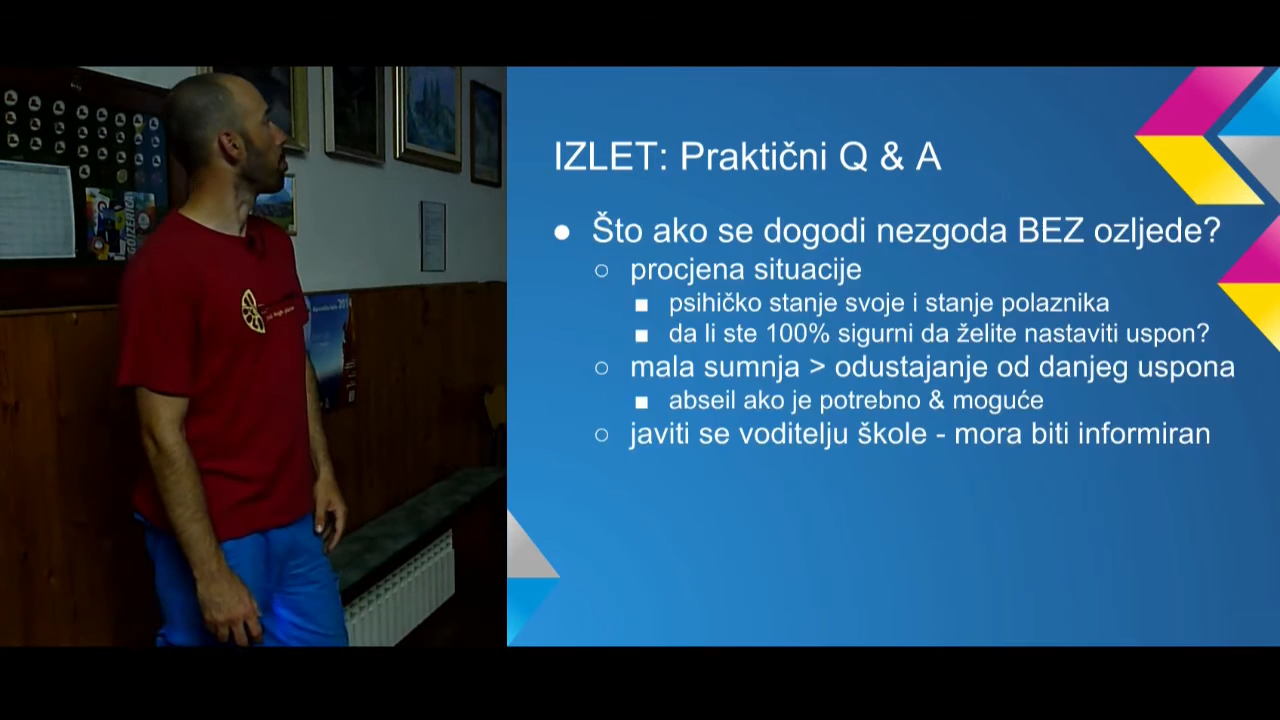 IZLET: Praktični Q & A
● Što ako se dogodi nezgoda BEZ ozljede?
○ procjena situacije
■ psihičko stanje svoje i stanje polaznika
■ da li ste 100% sigurni da želite nastaviti uspon?
○ mala sumnja > odustajanje od danjeg uspona
■ abseil ako je potrebno & moguće
○ javiti se voditelju škole - mora biti informiran
GOJZERICA